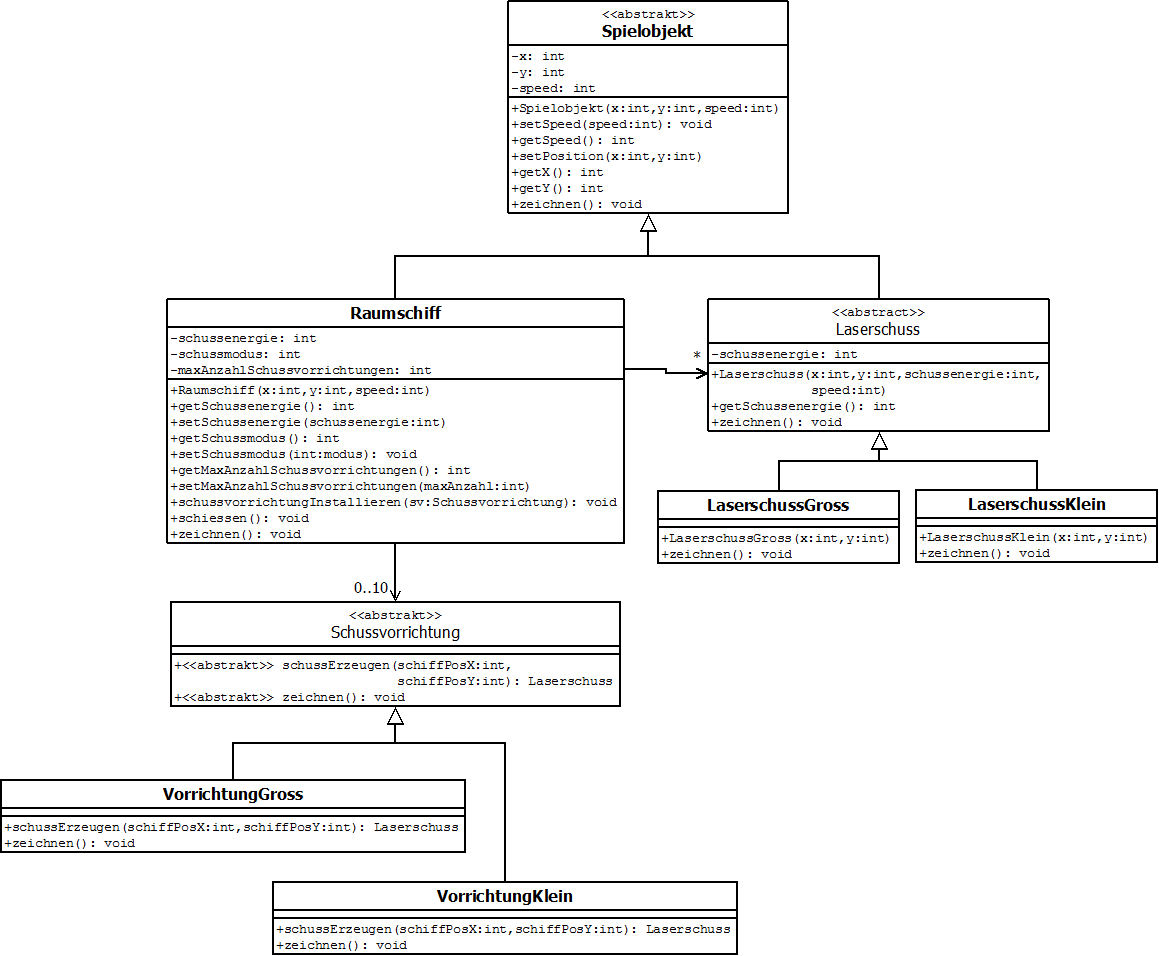 <<abstrakt>>
Spielobjekt
-x: int
-y: int
-speed: int
+Spielobjekt(x:int,y:int,speed:int)
+setSpeed(speed:int): void
+getSpeed(): int
+setPosition(x:int,y:int)
+getX(): int
+getY(): int
+zeichnen(): void
Raumschiff
-schussenergie: int
-schussmodus: int
-maxAnzahlSchussvorrichtungen: int
+Raumschiff(x:int,y:int,speed:int)
+getSchussenergie(): int
+setSchussenergie(schussenergie:int)
+getSchussmodus(): int
+setSchussmodus(int:modus): void
+getMaxAnzahlSchussvorrichtungen(): int
+setMaxAnzahlSchussvorrichtungen(maxAnzahl:int)
+schussvorrichtungInstallieren(sv:Schussvorrichtung): void
+schiessen(): void
+zeichnen(): void
*
<<abstract>>
Laserschuss
-schussenergie: int
+Laserschuss(x:int,y:int,schussenergie:int,
speed:int)
+getSchussenergie(): int
+zeichnen(): void
LaserschussGross
+LaserschussGross(x:int,y:int)
+zeichnen(): void
LaserschussKlein
+LaserschussKlein(x:int,y:int)
+zeichnen(): void
0..10
<<abstrakt>>
Schussvorrichtung
+<<abstrakt>> schussErzeugen(schiffPosX:int,
schiffPosY:int): Laserschuss
+<<abstrakt>> zeichnen(): void
VorrichtungGross
+schussErzeugen(schiffPosX:int,schiffPosY:int): Laserschuss
+zeichnen(): void
VorrichtungKlein
+schussErzeugen(schiffPosX:int,schiffPosY:int): Laserschuss
+zeichnen(): void